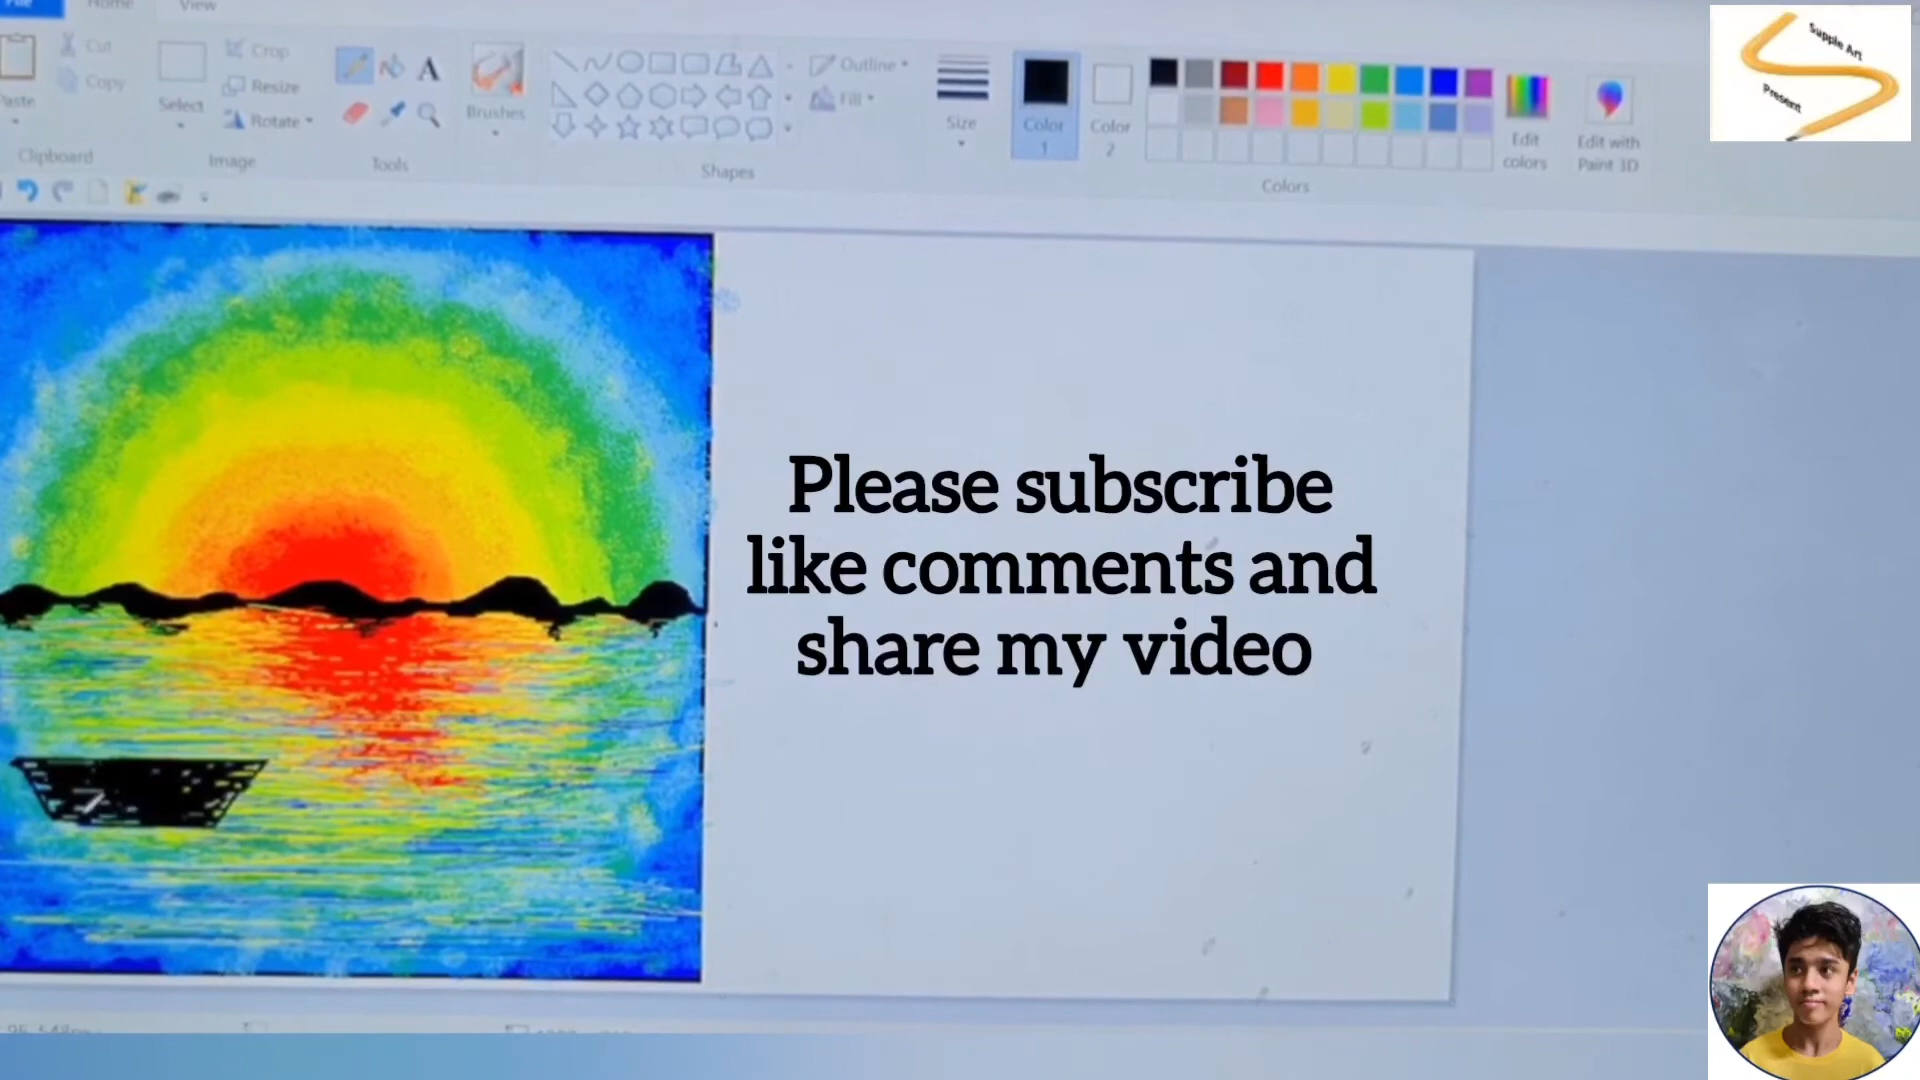 File
Home
View
Cut
Copy
Paste
Clipboard
Select
Crop
Resize
Rotate
Image
A
Tools
Brushes
Shapes
Outline
Fill
Size
Color
1
Color
2
Colors
Edit
colors
Edit with
Paint 3D
Supple Art
Present
Please subscribe
like comments and
share my video